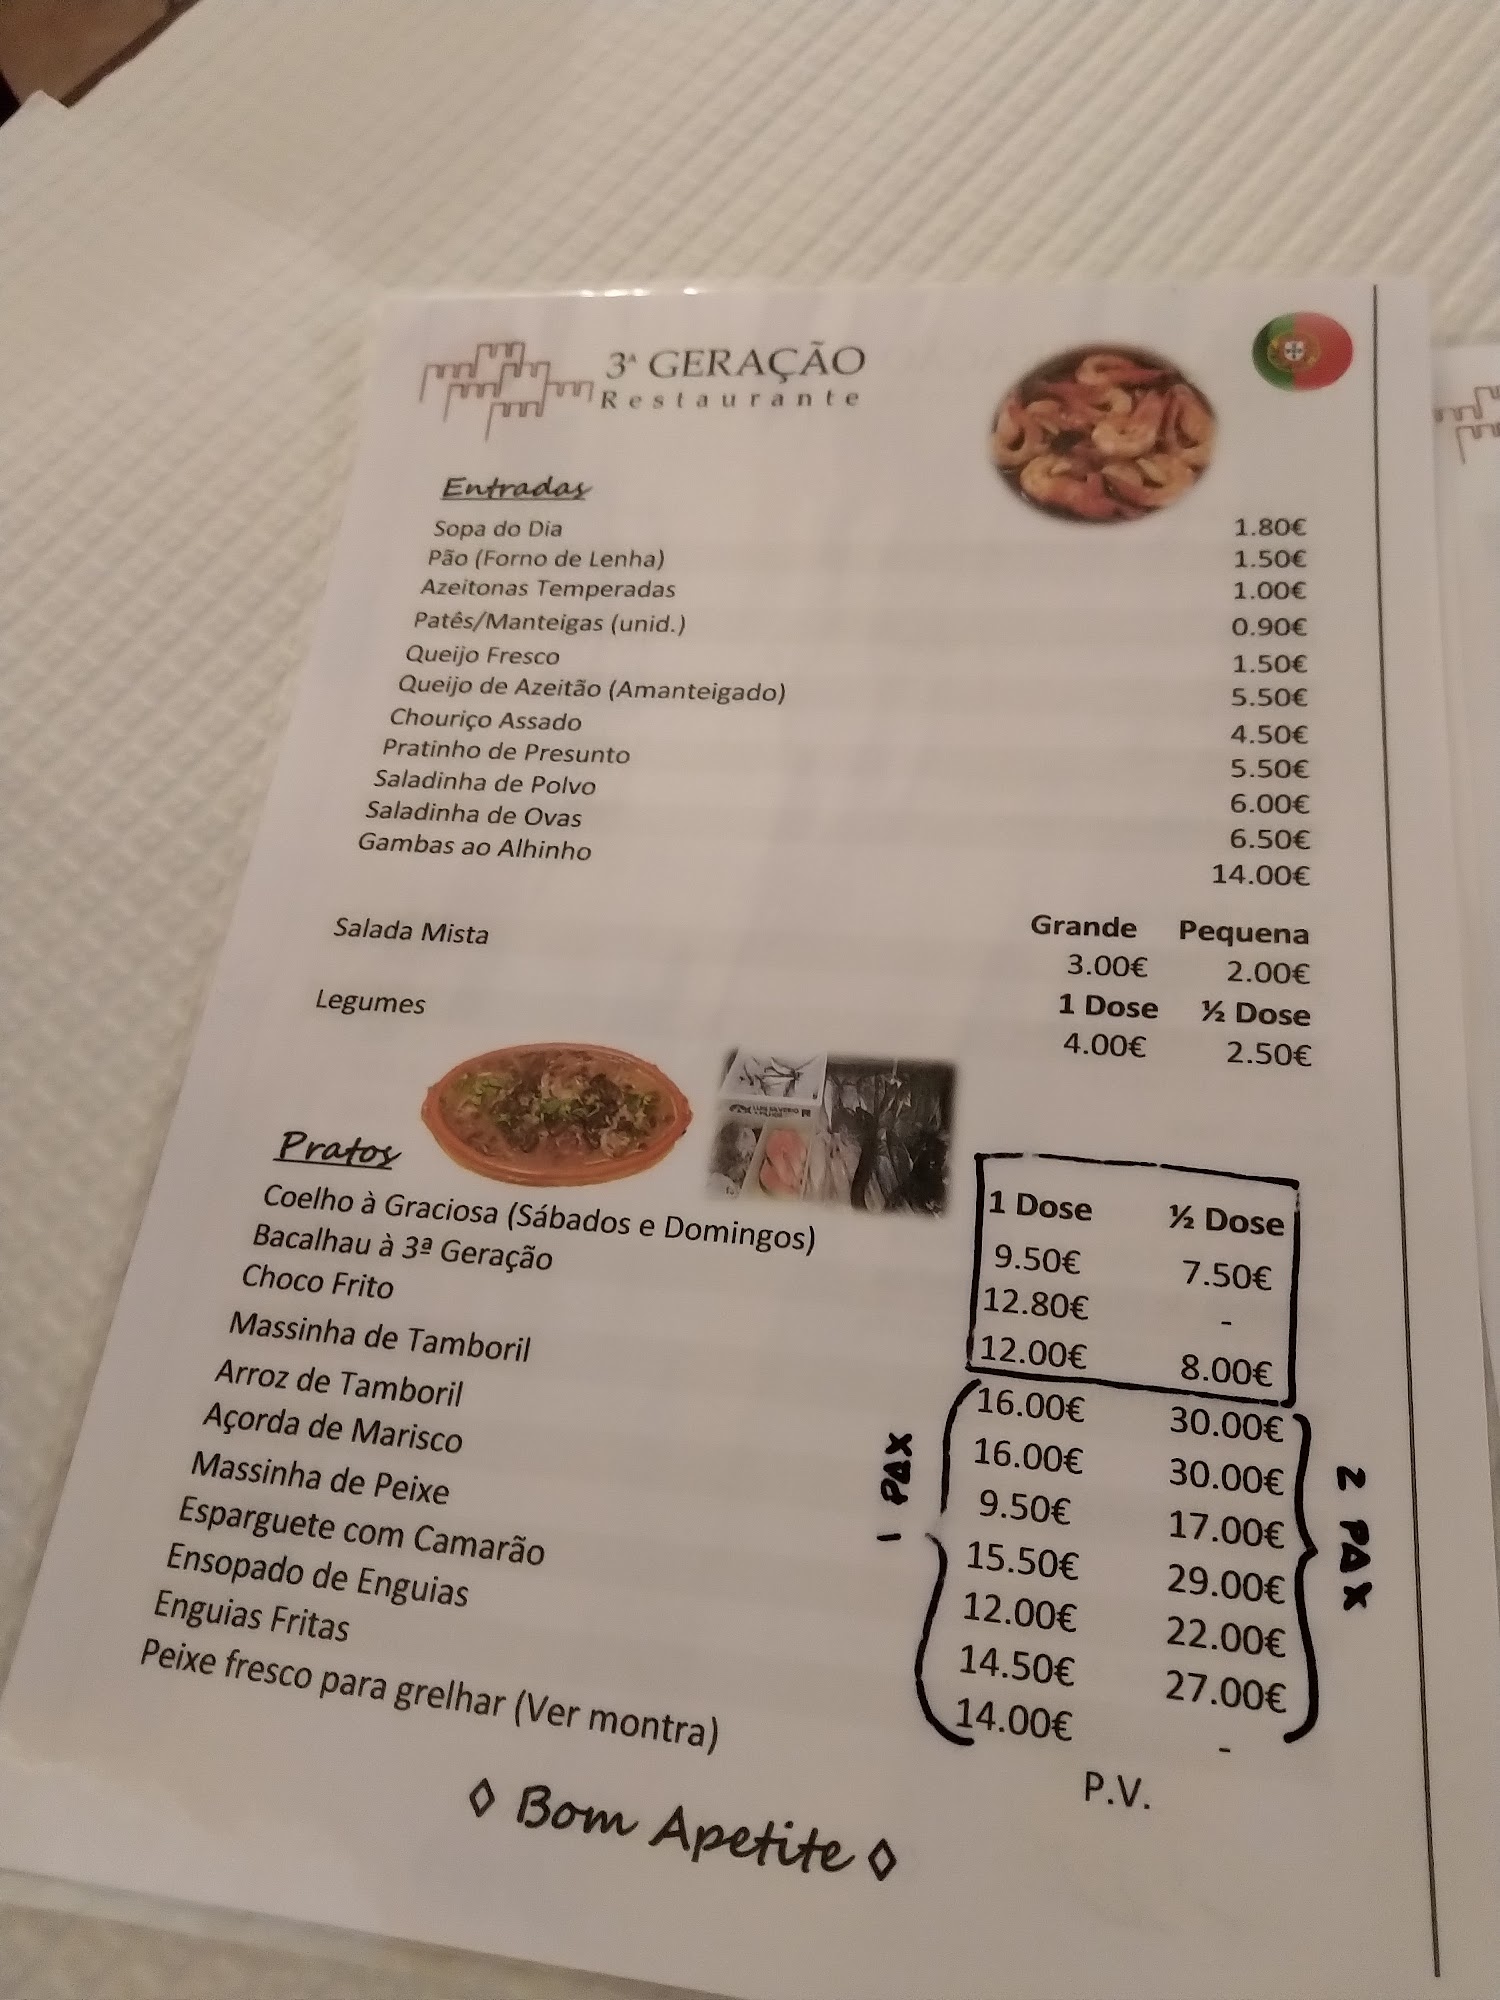 3ª GERAÇÃO
Restaurante
Entradas
Sopa do Dia 1.80€
Pão (Forno de Lenha) 1.50€
Azeitonas Temperadas 1.00€
Patês/Manteigas (unid.) 0.90€
Queijo Fresco 1.50€
Queijo de Azeitão (Amanteigado) 5.50€
Chouriço Assado 4.50€
Pratinho de Presunto 5.50€
Saladinha de Polvo 6.00€
Saladinha de Ovas 6.50€
Gambas ao Alhinho 14.00€
Grande Pequena
Salada Mista 3.00€ 2.00€
1 Dose ½ Dose
Legumes 4.00€ 2.50€
Pratos
1 Dose ½ Dose
Coelho à Graciosa (Sábados e Domingos) 9.50€ 7.50€
Bacalhau à 3ª Geração 12.80€ -
Choco Frito 12.00€ 8.00€
1 PAX
2 PAX
Massinha de Tamboril 16.00€ 30.00€
Arroz de Tamboril 16.00€ 30.00€
Açorda de Marisco 9.50€ 17.00€
Massinha de Peixe 15.50€ 29.00€
Esparguete com Camarão 12.00€ 22.00€
Ensopado de Enguias 14.50€ 27.00€
Enguias Fritas 14.00€ -
Peixe fresco para grelhar (Ver montra) P.V.
◊ Bom Apetite ◊